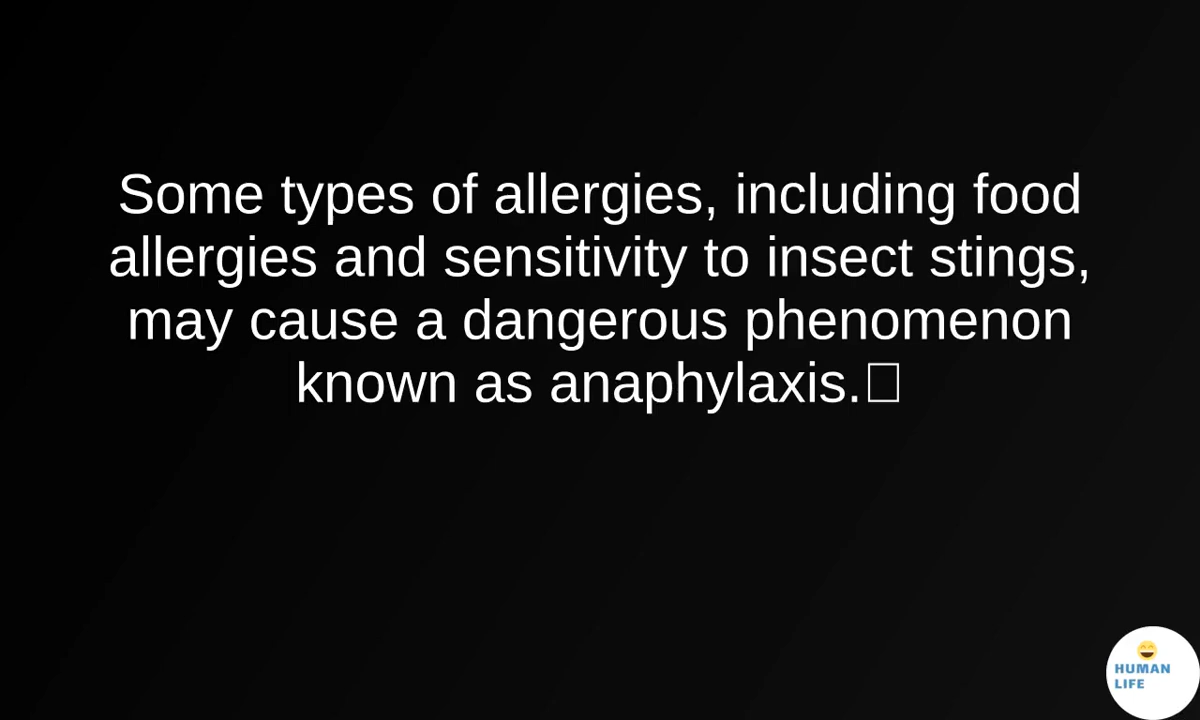 Some types of allergies, including food
allergies and sensitivity to insect stings,
may cause a dangerous phenomenon
known as anaphylaxis.
HUMAN
LIFE